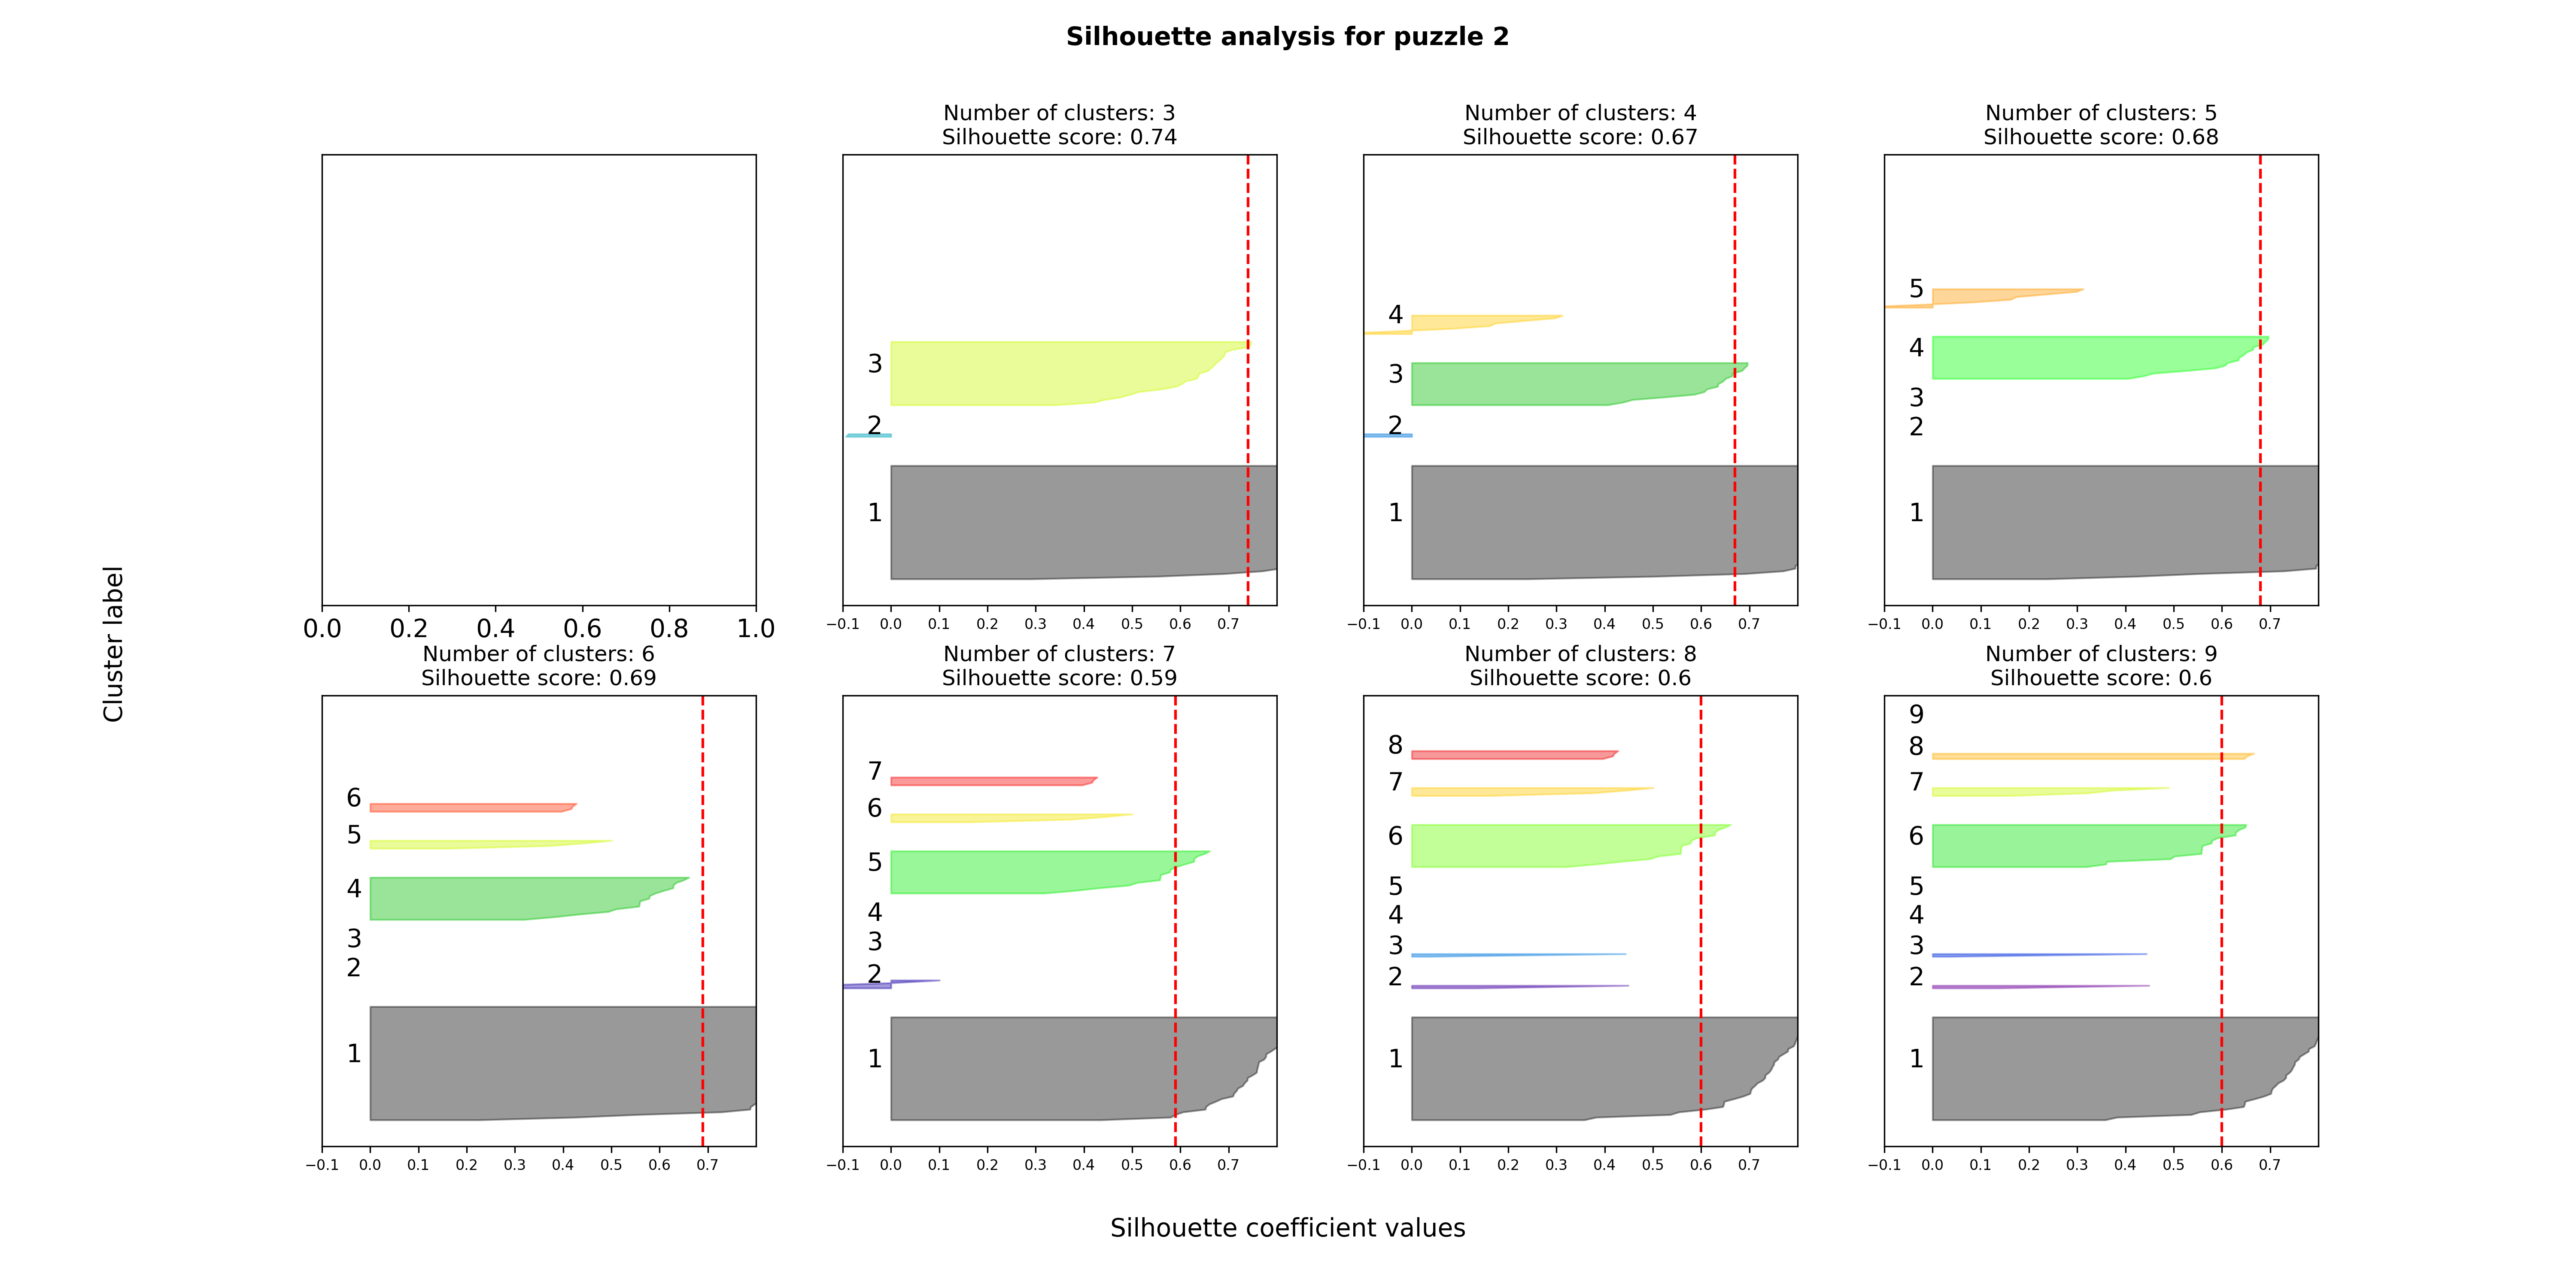 Silhouette analysis for puzzle 2
Number of clusters: 3
Silhouette score: 0.74
Number of clusters: 4
Silhouette score: 0.67
Number of clusters: 5
Silhouette score: 0.68
0.0 0.2 0.4 0.6 0.8 1.0
3
2
1
−0.1 0.0 0.1 0.2 0.3 0.4 0.5 0.6 0.7
4
3
2
1
−0.1 0.0 0.1 0.2 0.3 0.4 0.5 0.6 0.7
5
4
3
2
1
−0.1 0.0 0.1 0.2 0.3 0.4 0.5 0.6 0.7
Cluster label
Number of clusters: 6
Silhouette score: 0.69
6
5
4
3
2
1
−0.1 0.0 0.1 0.2 0.3 0.4 0.5 0.6 0.7
Number of clusters: 7
Silhouette score: 0.59
7
6
5
4
3
2
1
−0.1 0.0 0.1 0.2 0.3 0.4 0.5 0.6 0.7
Number of clusters: 8
Silhouette score: 0.6
8
7
6
5
4
3
2
1
−0.1 0.0 0.1 0.2 0.3 0.4 0.5 0.6 0.7
Number of clusters: 9
Silhouette score: 0.6
9
8
7
6
5
4
3
2
1
−0.1 0.0 0.1 0.2 0.3 0.4 0.5 0.6 0.7
Silhouette coefficient values